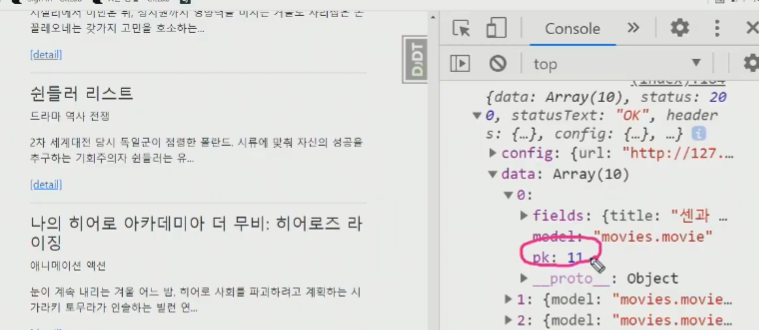 꼴레오네는 갖가지 고민을 호소하는...
[detail]
쉰들러 리스트
드라마 역사 전쟁
2차 세계대전 당시 독일군이 점령한 폴란드. 시류에 맞춰 자신의 성공을
추구하는 기회주의자 쉰들러는 유...
[detail]
나의 히어로 아카데미아 더 무비: 히어로즈 라
이징
애니메이션 액션
눈이 계속 내리는 겨울 어느 밤. 히어로 사회를 파괴하려고 계획하는 시
가라키 토무라가 인솔하는 빌런 연...
DJDT
Console
top
{data: Array(10), status: 20
0, statusText: "OK", header
s: {…}, config: {…}, …}
config: {url: "http://127.…
data: Array(10)
0:
fields: {title: "센과 …
model: "movies.movie"
pk: 11
__proto__: Object
1: {model: "movies.movie…
2: {model: "movies.movie…